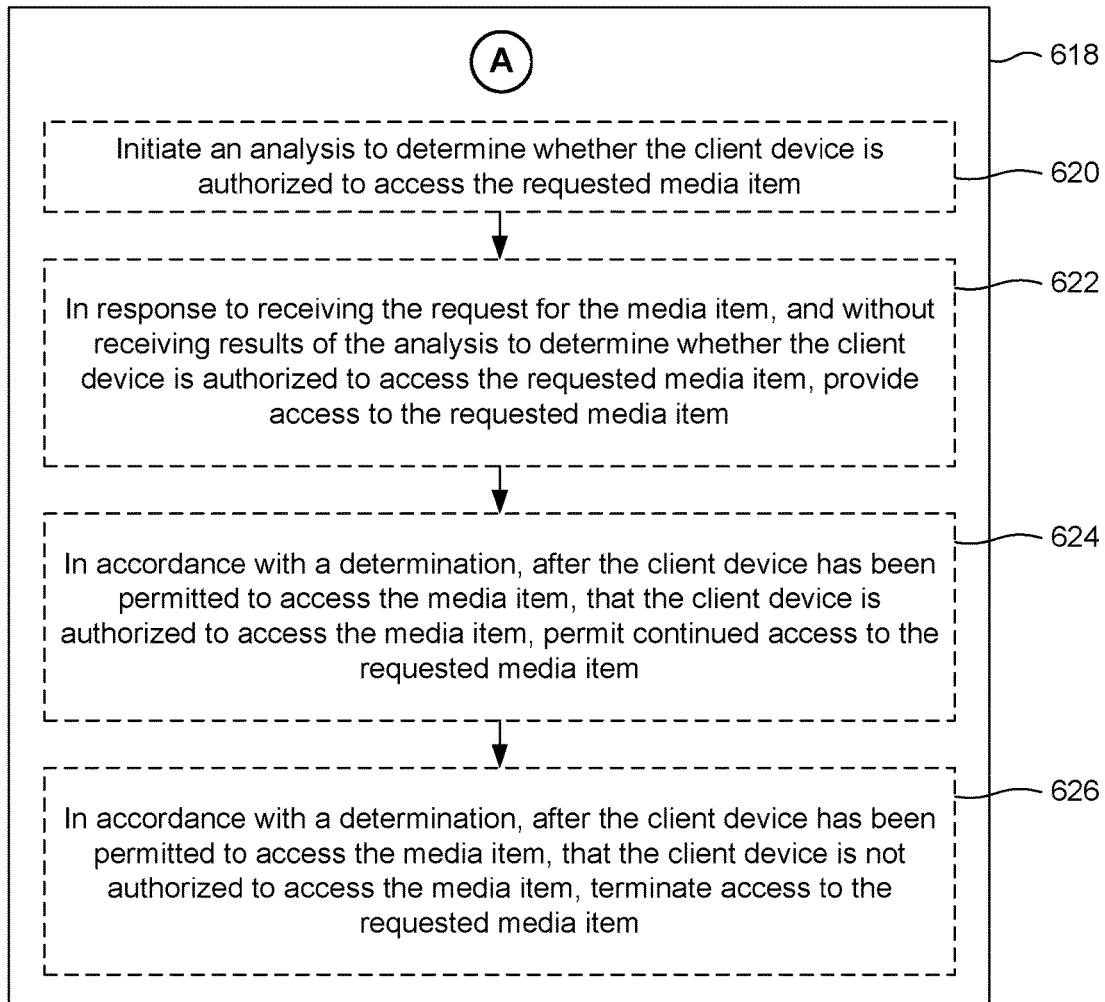 A
618
Initiate an analysis to determine whether the client device is
authorized to access the requested media item
620
In response to receiving the request for the media item, and without
receiving results of the analysis to determine whether the client
device is authorized to access the requested media item, provide
access to the requested media item
622
In accordance with a determination, after the client device has been
permitted to access the media item, that the client device is
authorized to access the media item, permit continued access to the
requested media item
624
In accordance with a determination, after the client device has been
permitted to access the media item, that the client device is not
authorized to access the media item, terminate access to the
requested media item
626